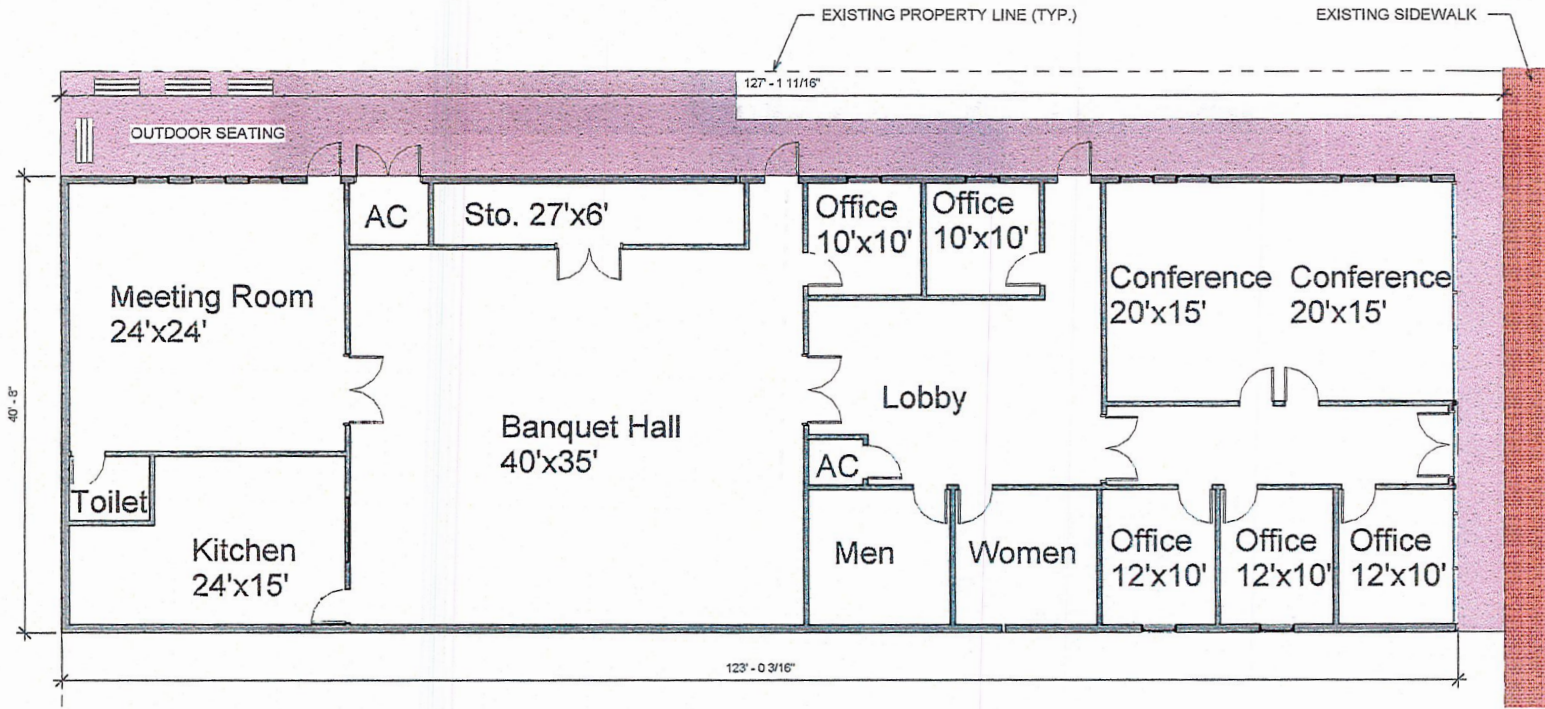 EXISTING PROPERTY LINE (TYP.)
EXISTING SIDEWALK
127' - 1 11/16"
OUTDOOR SEATING
AC
Sto. 27'x6'
Office
10'x10'
Office
10'x10'
Meeting Room
24'x24'
Conference
20'x15'
Conference
20'x15'
40' - 8"
Lobby
Banquet Hall
40'x35'
AC
Toilet
Kitchen
24'x15'
Men
Women
Office
12'x10'
Office
12'x10'
Office
12'x10'
123' - 0 3/16"